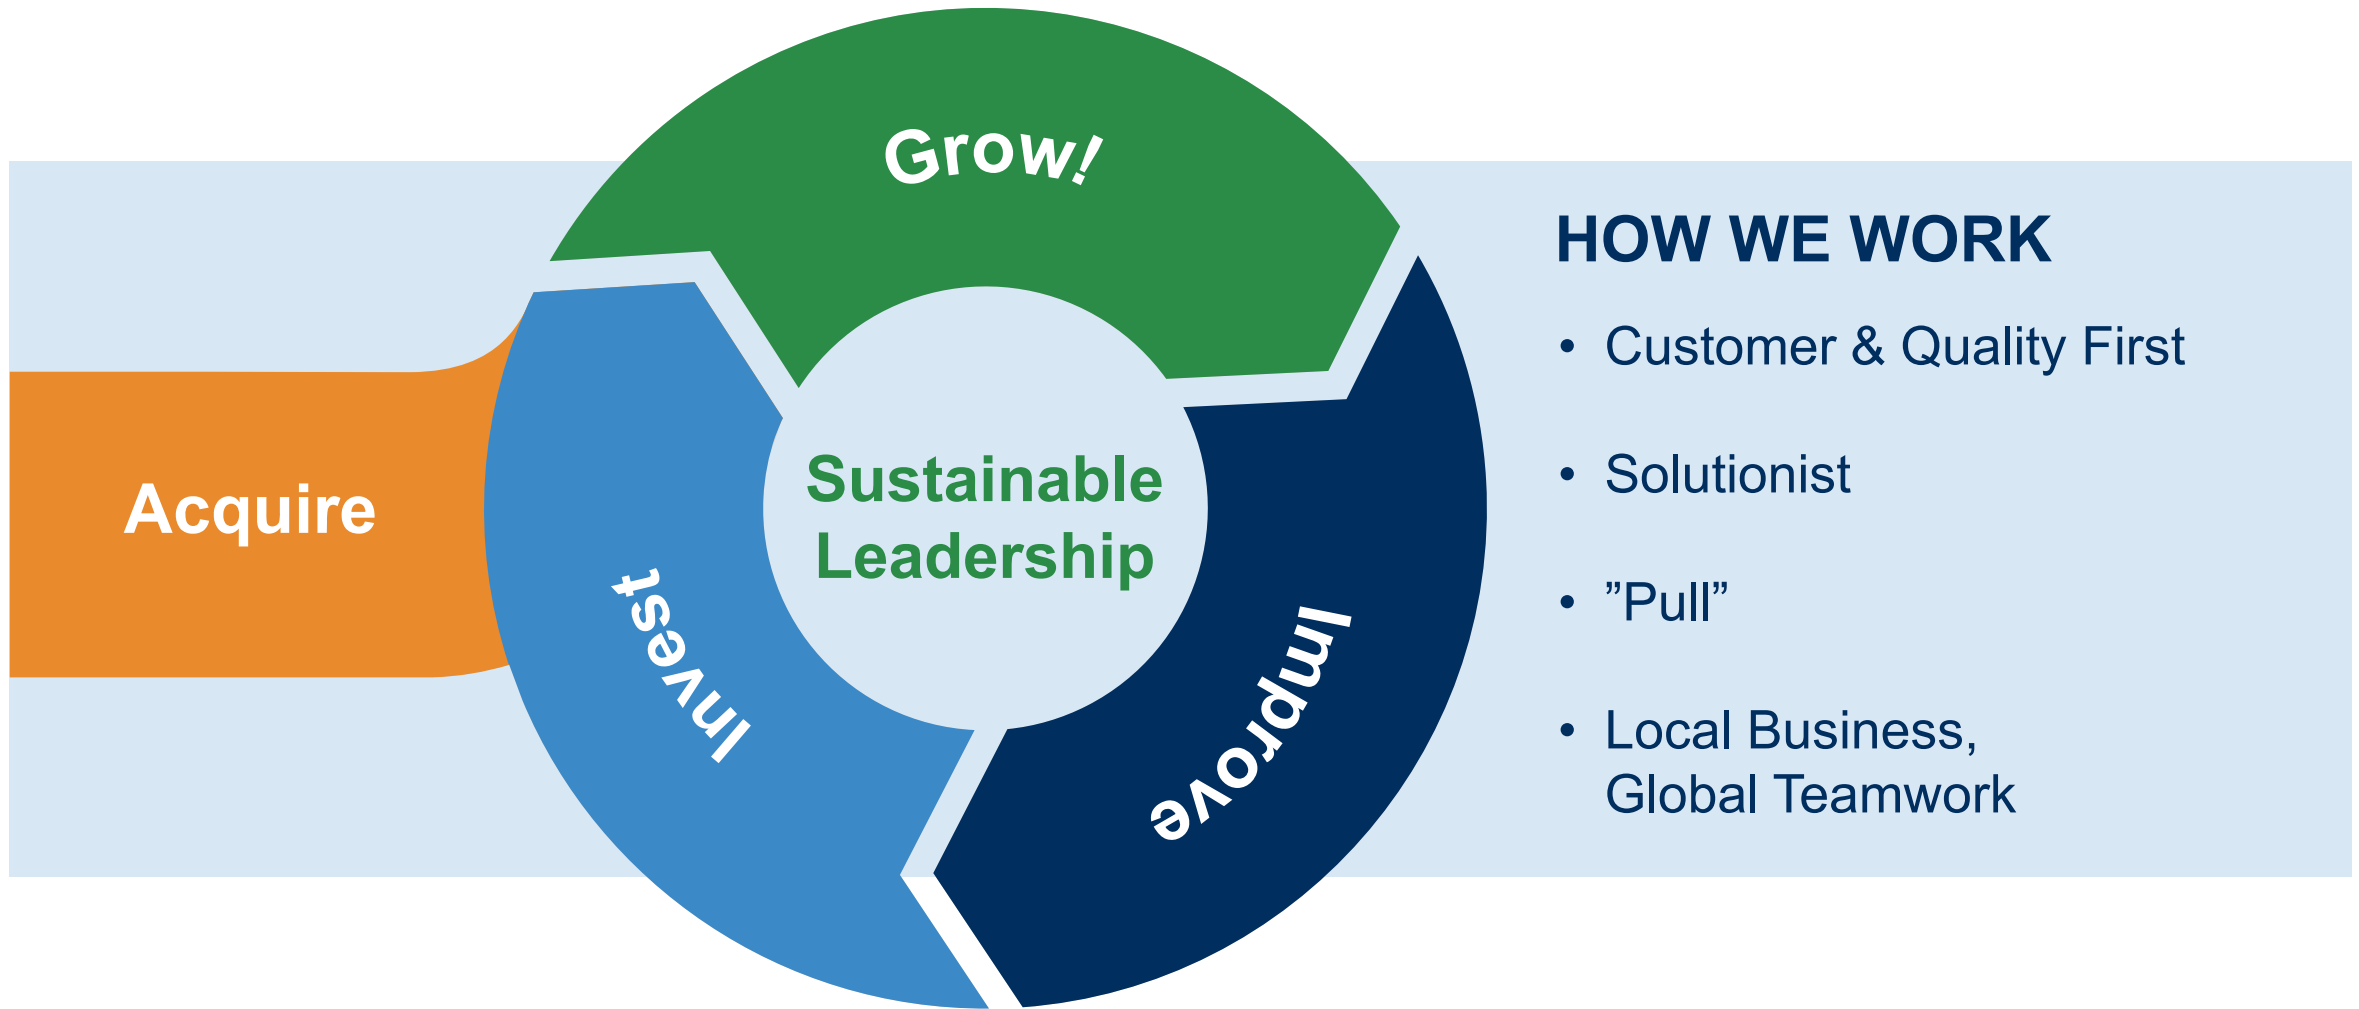 Acquire
Invest
Grow!
Improve
Sustainable
Leadership
HOW WE WORK
• Customer & Quality First
• Solutionist
• ”Pull”
• Local Business,
Global Teamwork